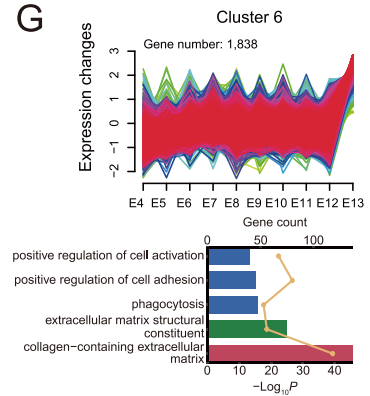 G
Cluster 6
Gene number: 1,838
Expression changes
3
2
1
0
−1
−2
E4 E5 E6 E7 E8 E9 E10 E11 E12 E13
Gene count
0 50 100
positive regulation of cell activation
positive regulation of cell adhesion
phagocytosis
extracellular matrix structural
constituent
collagen-containing extracellular
matrix
0 10 20 30 40
−Log10P